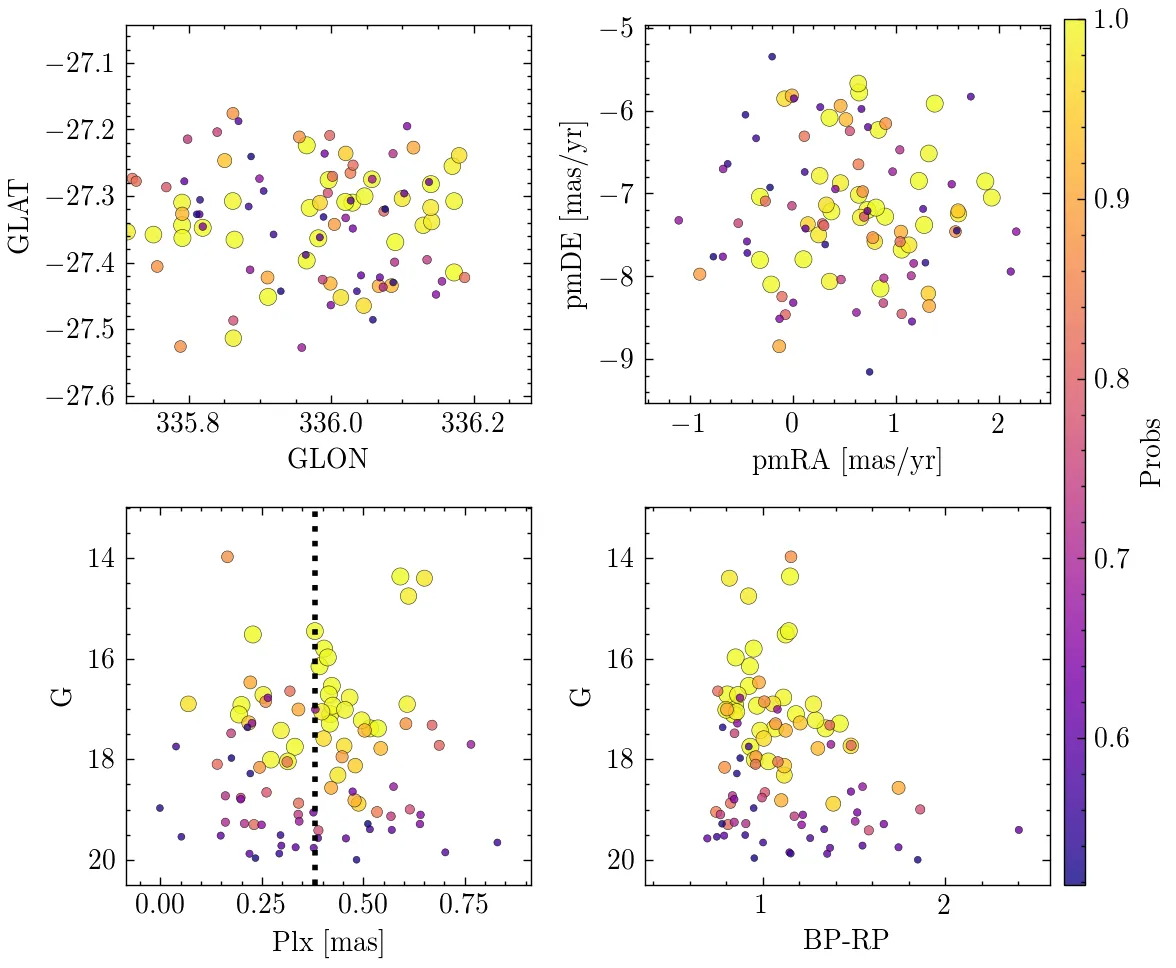 −27.1
−27.2
−27.3
−27.4
−27.5
−27.6
GLAT
335.8 336.0 336.2
GLON
−5
−6
−7
−8
−9
pmDE [mas/yr]
−1 0 1 2
pmRA [mas/yr]
1.0
0.9
0.8
0.7
0.6
Probs
14
16
18
20
G
0.00 0.25 0.50 0.75
Plx [mas]
14
16
18
20
G
1 2
BP-RP